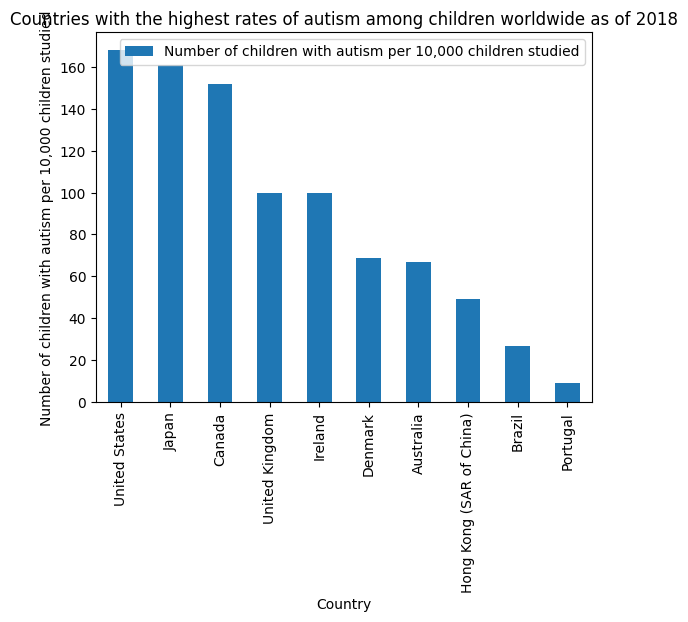 Countries with the highest rates of autism among children worldwide as of 2018
Number of children with autism per 10,000 children studied
Number of children with autism per 10,000 children studied
160
140
120
100
80
60
40
20
0
United States
Japan
Canada
United Kingdom
Ireland
Denmark
Australia
Hong Kong (SAR of China)
Brazil
Portugal
Country